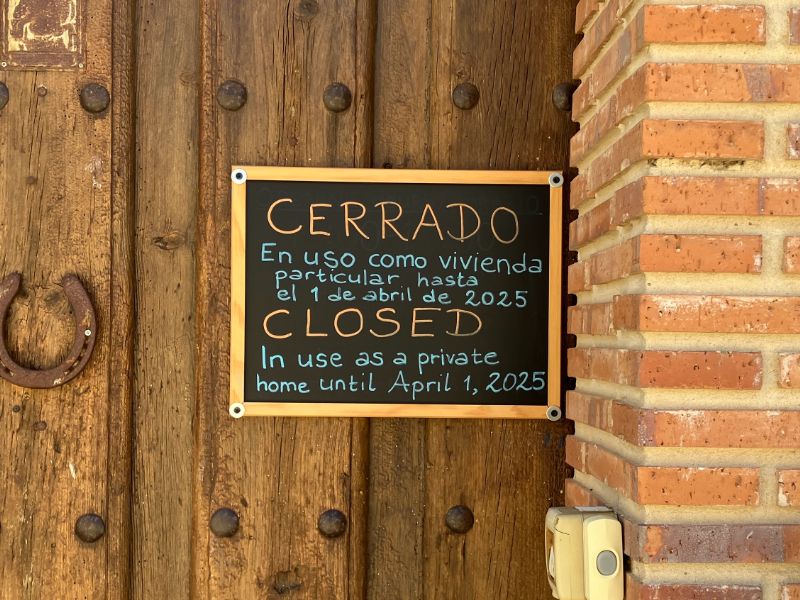 CERRADO
En uso como vivienda
particular hasta
el 1 de abril de 2025
CLOSED
In use as a private
home until April 1, 2025